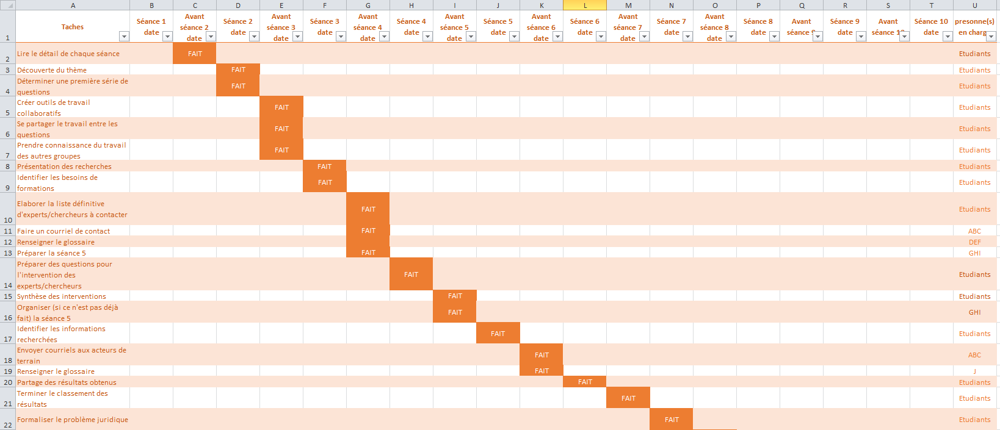 A B C D E F G H I J K L M N O P Q R S T U
1 Taches Séance 1 date Avant séance 2 date Séance 2 date Avant séance 3 date Séance 3 date Avant séance 4 date Séance 4 date Avant séance 5 date Séance 5 date Avant séance 6 date Séance 6 date Avant séance 7 date Séance 7 date Avant séance 8 date Séance 8 date Avant séance Séance 9 date Avant séance Séance 10 date presonne(s) en charg
2 Lire le détail de chaque séance FAIT Etudiants
3 Découverte du thème FAIT Etudiants
4 Déterminer une première série de questions FAIT Etudiants
5 Créer outils de travail collaboratifs FAIT Etudiants
6 Se partager le travail entre les questions FAIT Etudiants
7 Prendre connaissance du travail des autres groupes FAIT Etudiants
8 Présentation des recherches FAIT Etudiants
9 Identifier les besoins de formations FAIT Etudiants
10 Elaborer la liste définitive d'experts/chercheurs à contacter FAIT Etudiants
11 Faire un courriel de contact FAIT ABC
12 Renseigner le glossaire DEF
13 Préparer la séance 5 FAIT GHI
14 Préparer des questions pour l'intervention des experts/chercheurs FAIT Etudiants
15 Synthèse des interventions FAIT Etudiants
16 Organiser (si ce n'est pas déjà fait) la séance 5 FAIT GHI
17 Identifier les informations recherchées FAIT Etudiants
18 Envoyer courriels aux acteurs de terrain FAIT ABC
19 Renseigner le glossaire FAIT J
20 Partage des résultats obtenus FAIT Etudiants
21 Terminer le classement des résultats FAIT Etudiants
22 Formaliser le problème juridique FAIT Etudiants